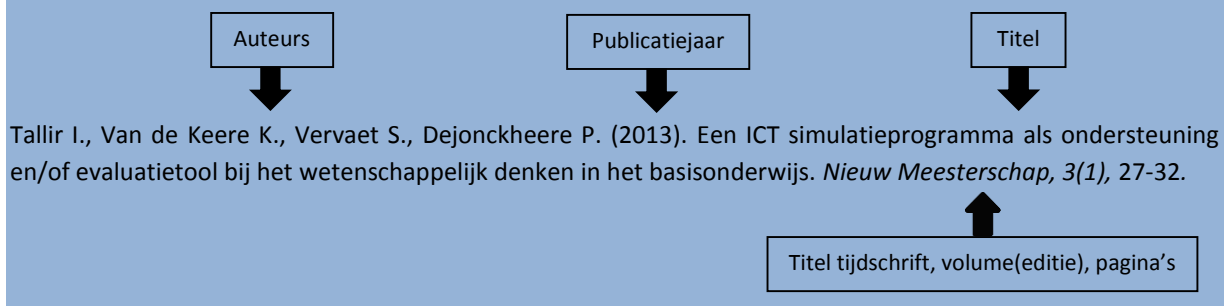 Auteurs
Publicatiejaar
Titel
Tallir I., Van de Keere K., Vervaet S., Dejonckheere P. (2013). Een ICT simulatieprogramma als ondersteuning
en/of evaluatietool bij het wetenschappelijk denken in het basisonderwijs. Nieuw Meesterschap, 3(1), 27-32.
Titel tijdschrift, volume(editie), pagina's